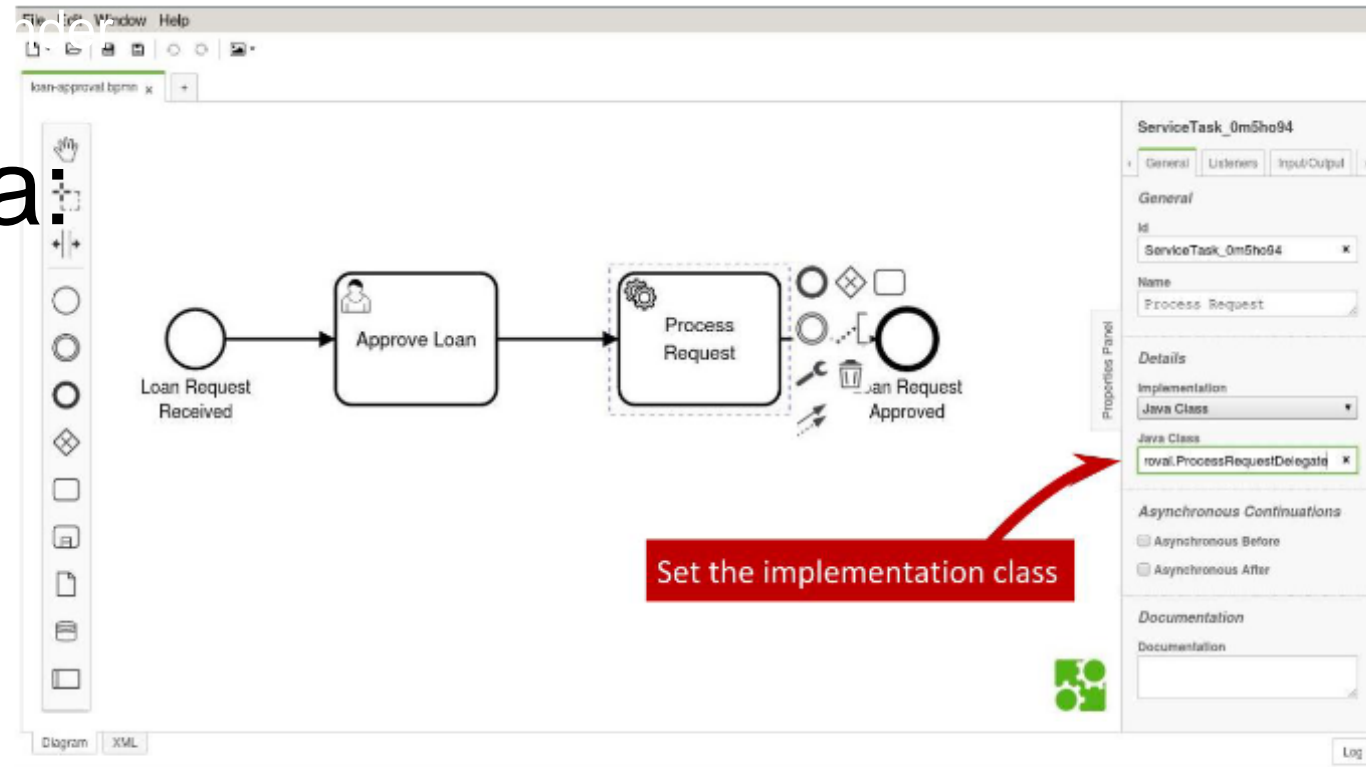 nder
File Edit Window Help
loan-approval.bpmn x +
a:
ServiceTask_0m5ho94
General Listeners Input/Output
General
Id
ServiceTask_0m5ho94 x
Name
Process Request
Details
Implementation
Java Class
Java Class
roval.ProcessRequestDelegate x
Asynchronous Continuations
Asynchronous Before
Asynchronous After
Documentation
Documentation
Properties Panel
Approve Loan
Process
Request
Loan Request
Received
an Request
Approved
Set the implementation class
Diagram XML
Log